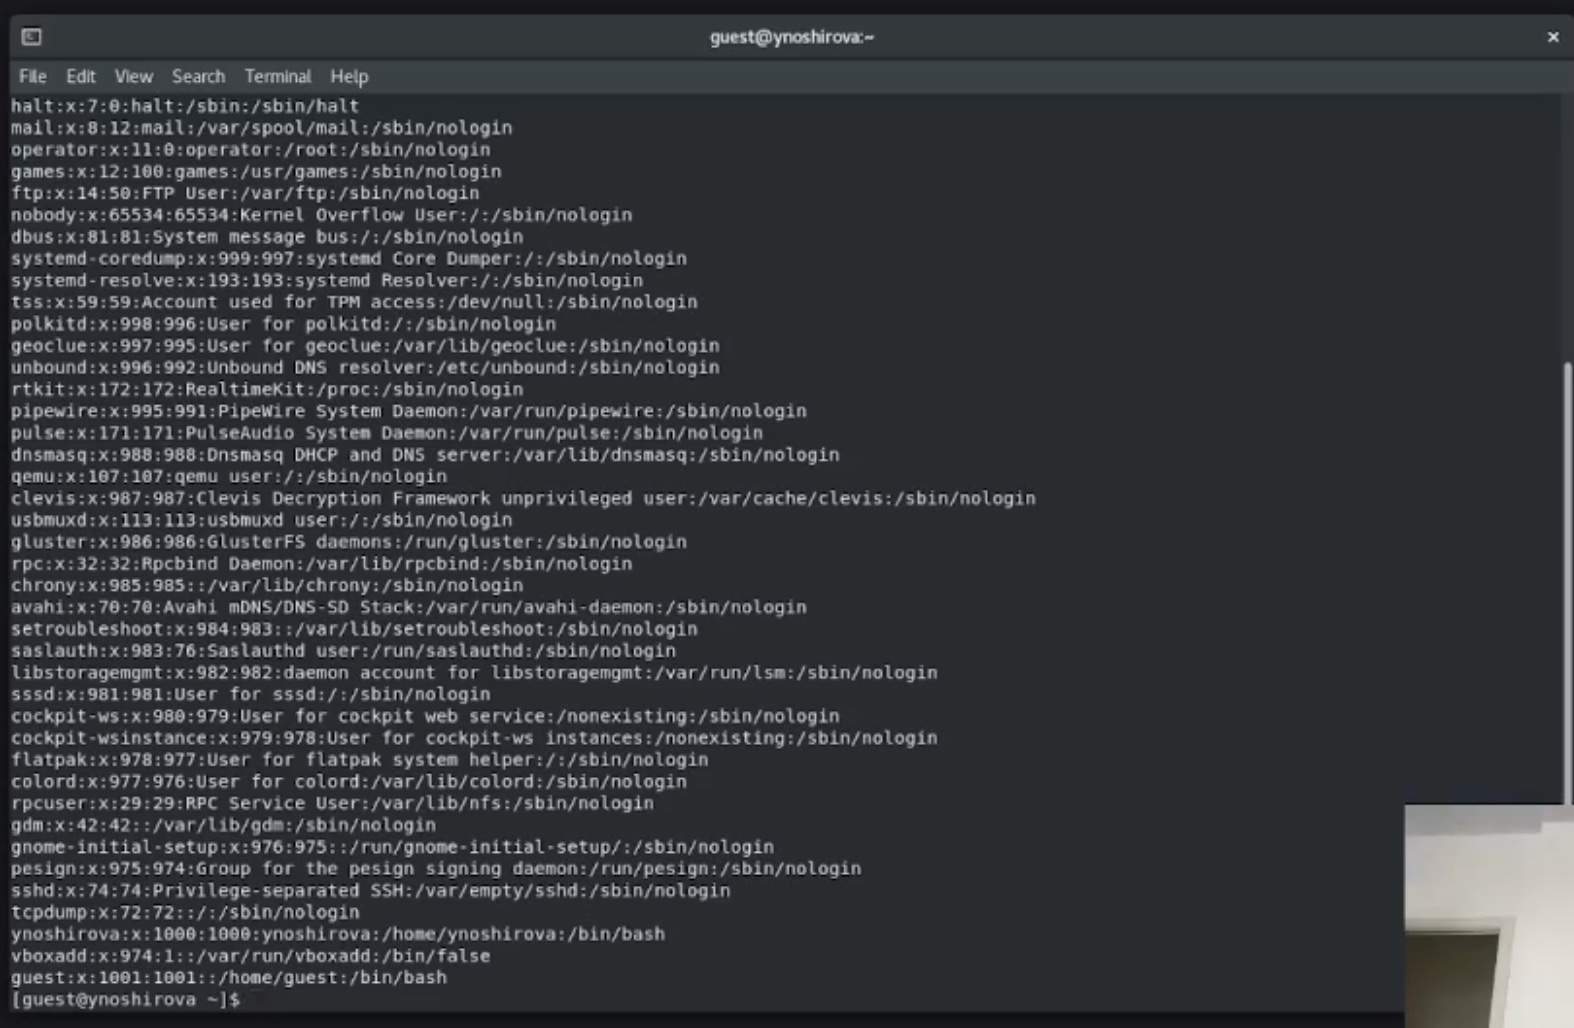 guest@ynoshirova:~
File Edit View Search Terminal Help
halt:x:7:0:halt:/sbin:/sbin/halt
mail:x:8:12:mail:/var/spool/mail:/sbin/nologin
operator:x:11:0:operator:/root:/sbin/nologin
games:x:12:100:games:/usr/games:/sbin/nologin
ftp:x:14:50:FTP User:/var/ftp:/sbin/nologin
nobody:x:65534:65534:Kernel Overflow User:/:/sbin/nologin
dbus:x:81:81:System message bus:/:/sbin/nologin
systemd-coredump:x:999:997:systemd Core Dumper:/:/sbin/nologin
systemd-resolve:x:193:193:systemd Resolver:/:/sbin/nologin
tss:x:59:59:Account used for TPM access:/dev/null:/sbin/nologin
polkitd:x:998:996:User for polkitd:/:/sbin/nologin
geoclue:x:997:995:User for geoclue:/var/lib/geoclue:/sbin/nologin
unbound:x:996:992:Unbound DNS resolver:/etc/unbound:/sbin/nologin
rtkit:x:172:172:RealtimeKit:/proc:/sbin/nologin
pipewire:x:995:991:PipeWire System Daemon:/var/run/pipewire:/sbin/nologin
pulse:x:171:171:PulseAudio System Daemon:/var/run/pulse:/sbin/nologin
dnsmasq:x:988:988:Dnsmasq DHCP and DNS server:/var/lib/dnsmasq:/sbin/nologin
qemu:x:107:107:qemu user:/:/sbin/nologin
clevis:x:987:987:Clevis Decryption Framework unprivileged user:/var/cache/clevis:/sbin/nologin
usbmuxd:x:113:113:usbmuxd user:/:/sbin/nologin
gluster:x:986:986:GlusterFS daemons:/run/gluster:/sbin/nologin
rpc:x:32:32:Rpcbind Daemon:/var/lib/rpcbind:/sbin/nologin
chrony:x:985:985::/var/lib/chrony:/sbin/nologin
avahi:x:70:70:Avahi mDNS/DNS-SD Stack:/var/run/avahi-daemon:/sbin/nologin
setroubleshoot:x:984:983::/var/lib/setroubleshoot:/sbin/nologin
saslauth:x:983:76:Saslauthd user:/run/saslauthd:/sbin/nologin
libstoragemgmt:x:982:982:daemon account for libstoragemgmt:/var/run/lsm:/sbin/nologin
sssd:x:981:981:User for sssd:/:/sbin/nologin
cockpit-ws:x:980:979:User for cockpit web service:/nonexisting:/sbin/nologin
cockpit-wsinstance:x:979:978:User for cockpit-ws instances:/nonexisting:/sbin/nologin
flatpak:x:978:977:User for flatpak system helper:/:/sbin/nologin
colord:x:977:976:User for colord:/var/lib/colord:/sbin/nologin
rpcuser:x:29:29:RPC Service User:/var/lib/nfs:/sbin/nologin
gdm:x:42:42::/var/lib/gdm:/sbin/nologin
gnome-initial-setup:x:976:975::/run/gnome-initial-setup/:/sbin/nologin
pesign:x:975:974:Group for the pesign signing daemon:/run/pesign:/sbin/nologin
sshd:x:74:74:Privilege-separated SSH:/var/empty/sshd:/sbin/nologin
tcpdump:x:72:72::/:/sbin/nologin
ynoshirova:x:1000:1000:ynoshirova:/home/ynoshirova:/bin/bash
vboxadd:x:974:1::/var/run/vboxadd:/bin/false
guest:x:1001:1001::/home/guest:/bin/bash
[guest@ynoshirova ~]$